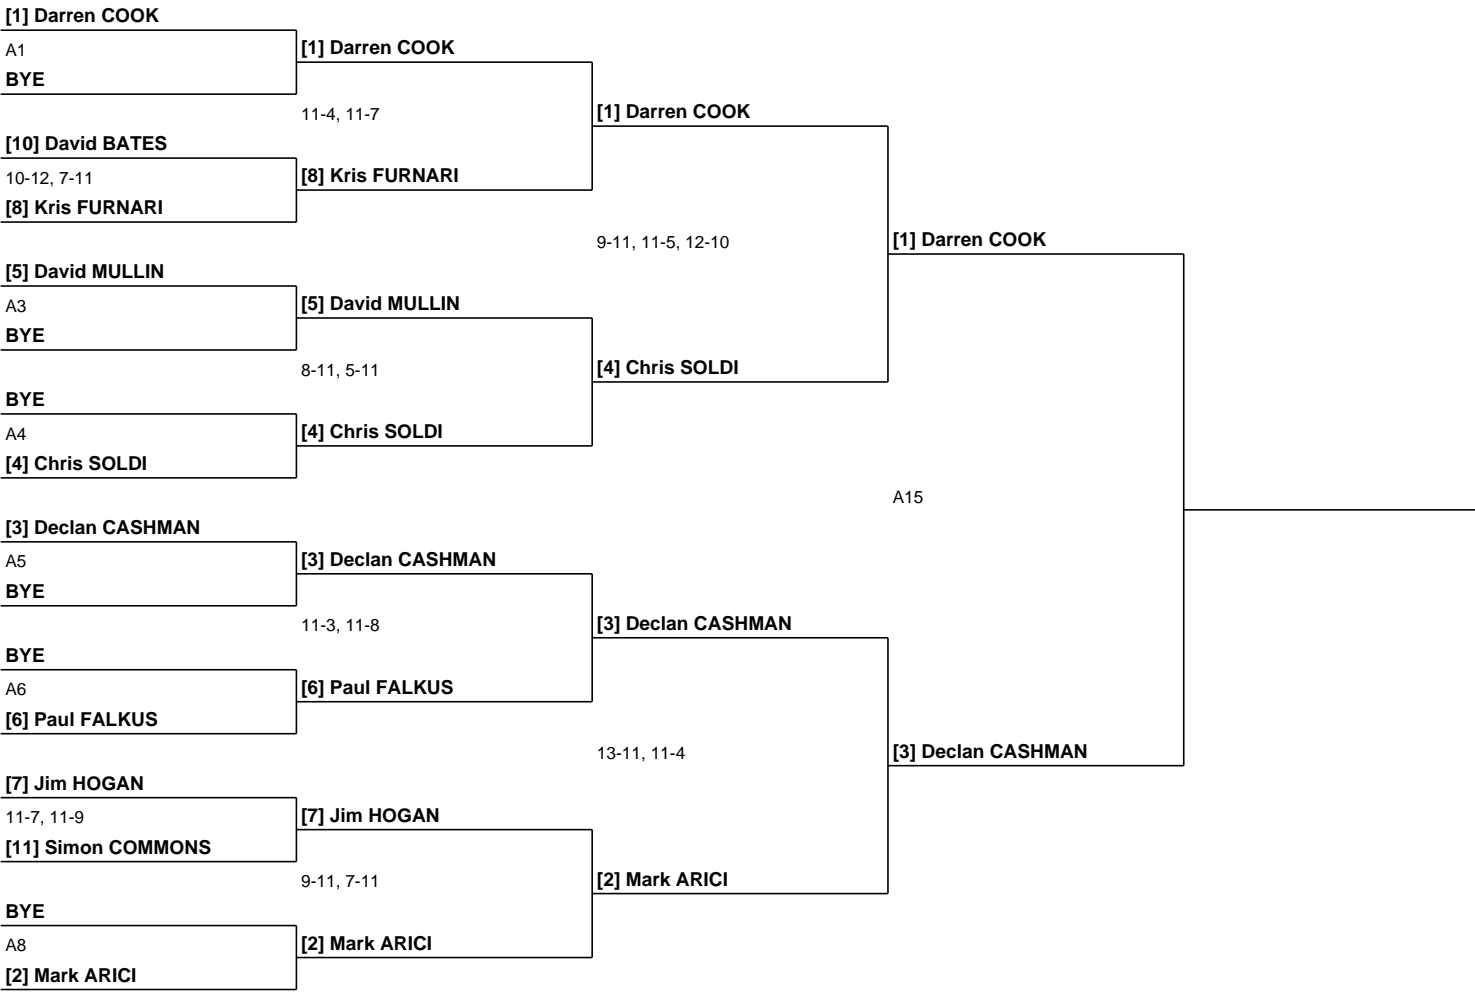 [1] Darren COOK
A1
BYE
[10] David BATES
10-12, 7-11
[8] Kris FURNARI
[5] David MULLIN
A3
BYE
BYE
A4
[4] Chris SOLDI
[3] Declan CASHMAN
A5
BYE
BYE
A6
[6] Paul FALKUS
[7] Jim HOGAN
11-7, 11-9
[11] Simon COMMONS
BYE
A8
[2] Mark ARICI
[1] Darren COOK
11-4, 11-7
[8] Kris FURNARI
[5] David MULLIN
8-11, 5-11
[4] Chris SOLDI
[3] Declan CASHMAN
11-3, 11-8
[6] Paul FALKUS
[7] Jim HOGAN
9-11, 7-11
[2] Mark ARICI
[1] Darren COOK
9-11, 11-5, 12-10
[4] Chris SOLDI
[3] Declan CASHMAN
13-11, 11-4
[2] Mark ARICI
[1] Darren COOK
A15
[3] Declan CASHMAN